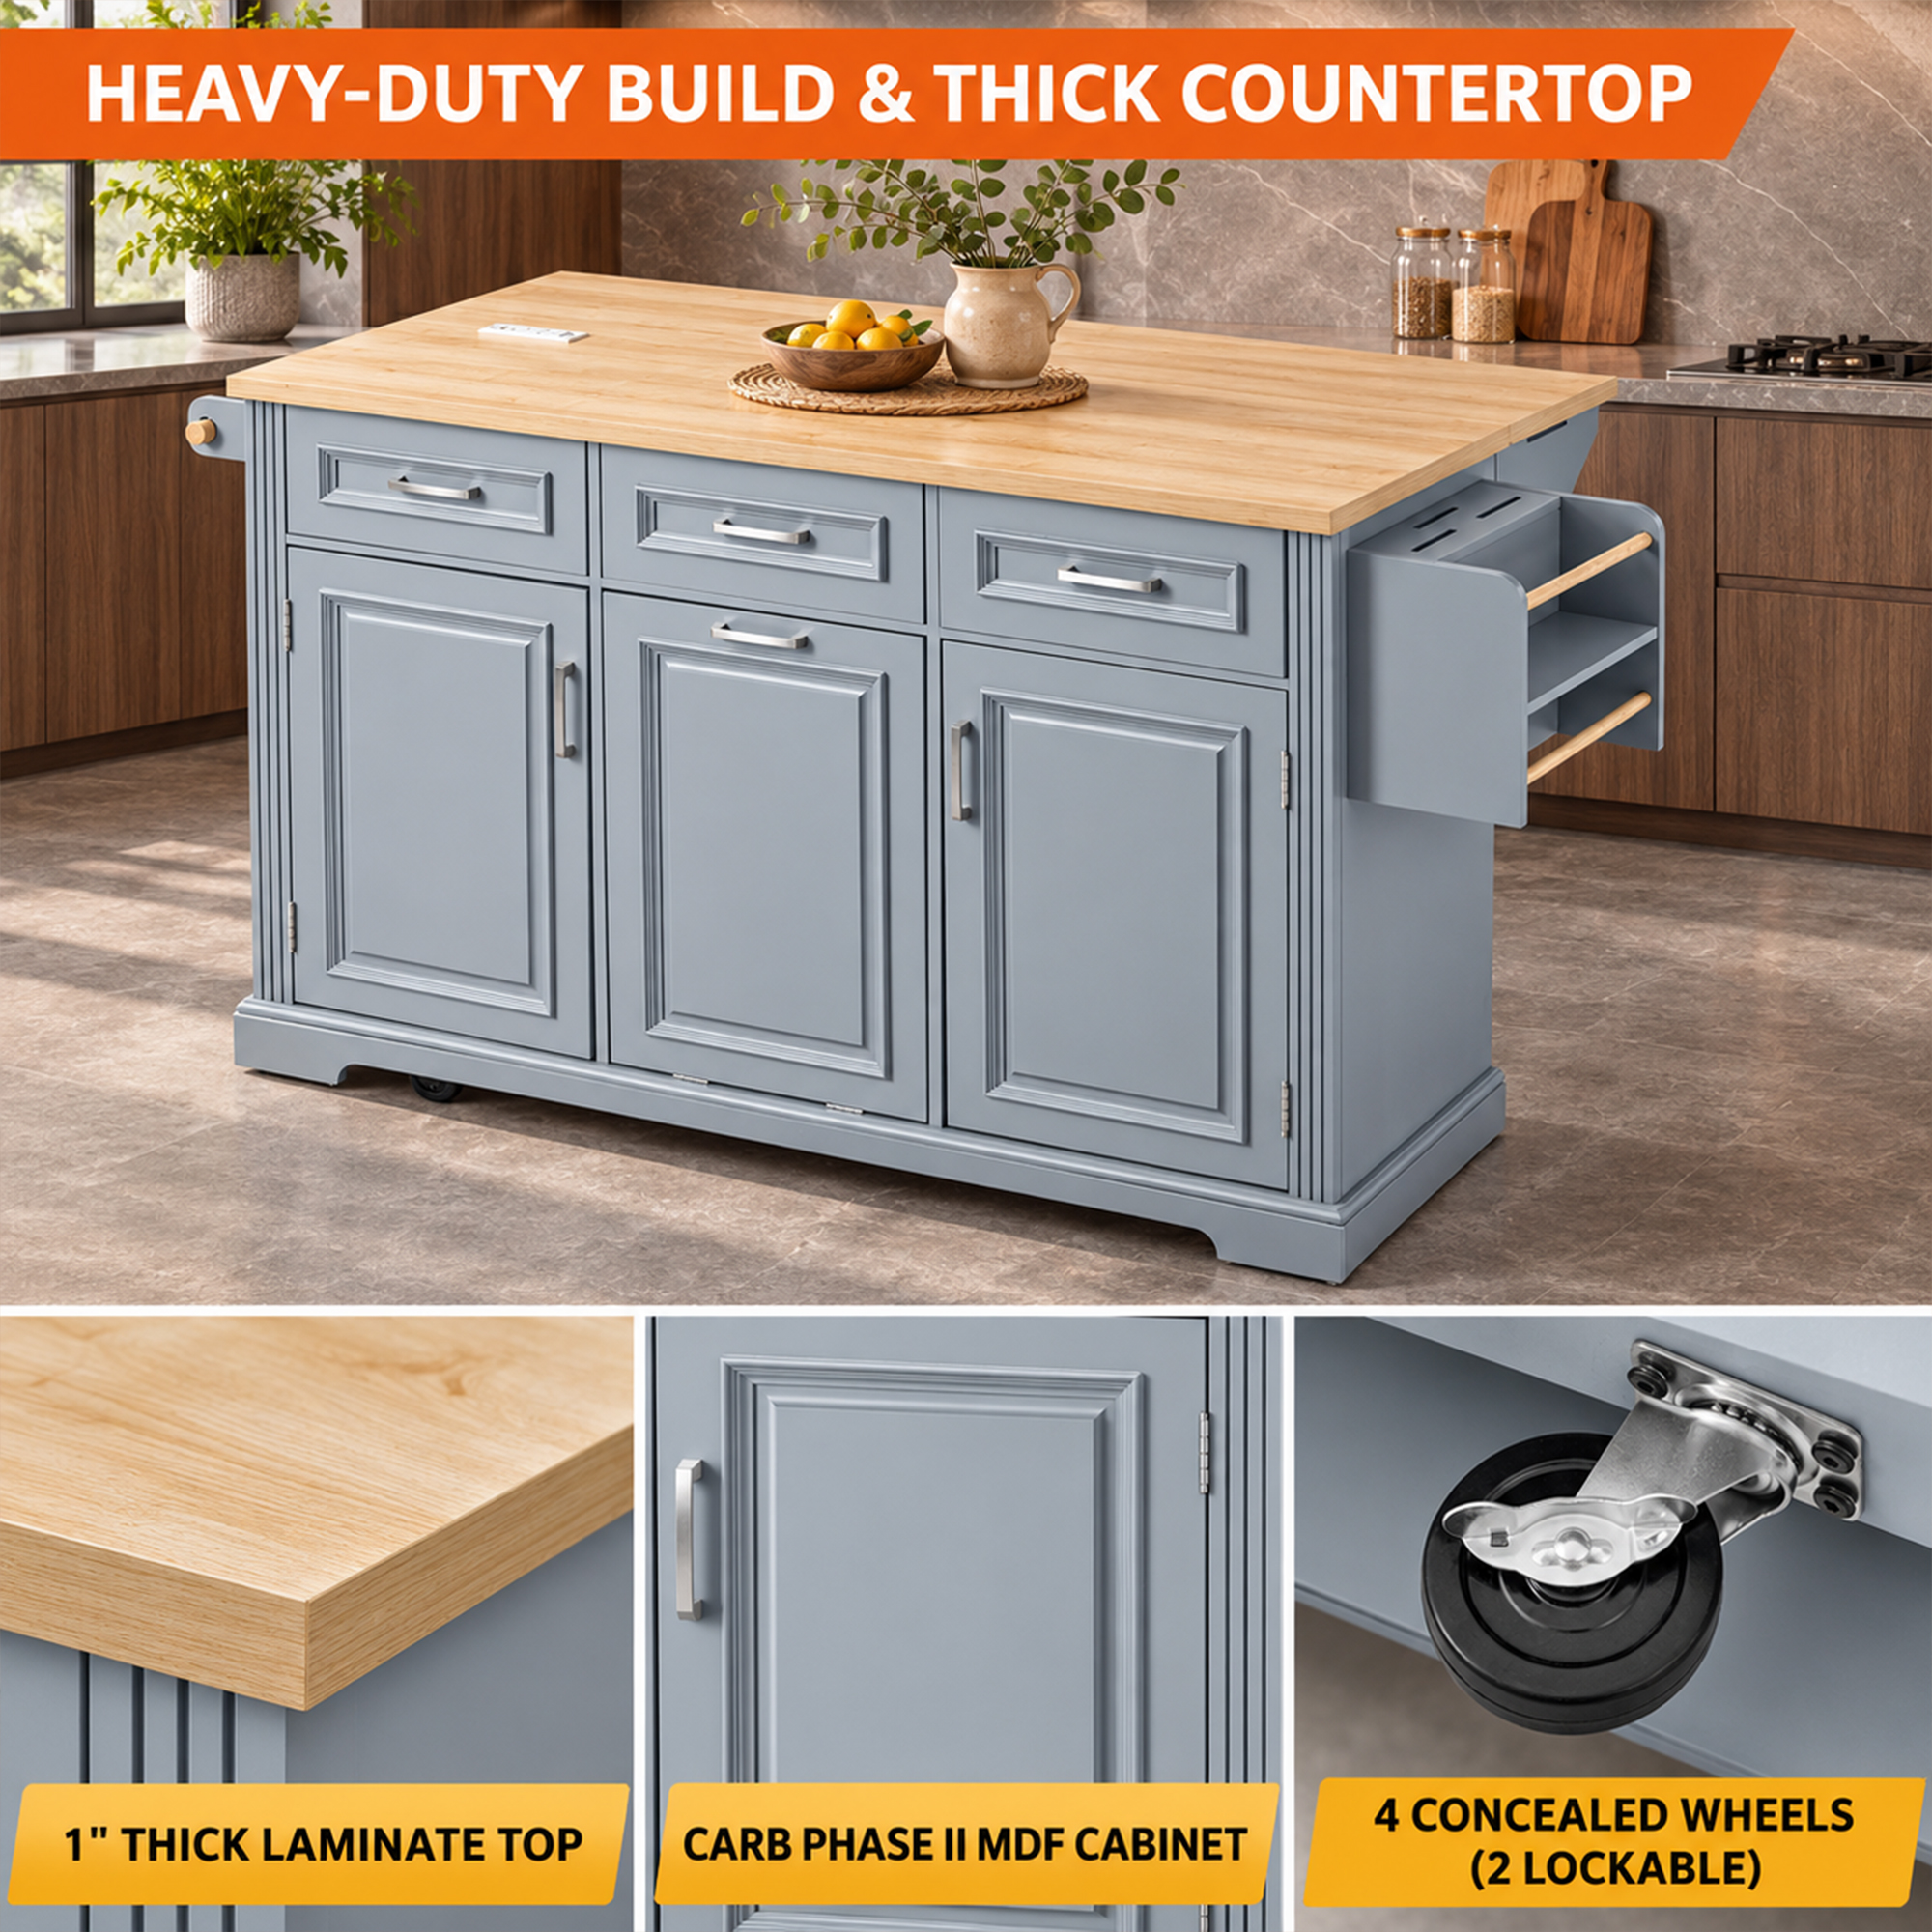 HEAVY-DUTY BUILD & THICK COUNTERTOP
1" THICK LAMINATE TOP
CARB PHASE II MDF CABINET
4 CONCEALED WHEELS
(2 LOCKABLE)